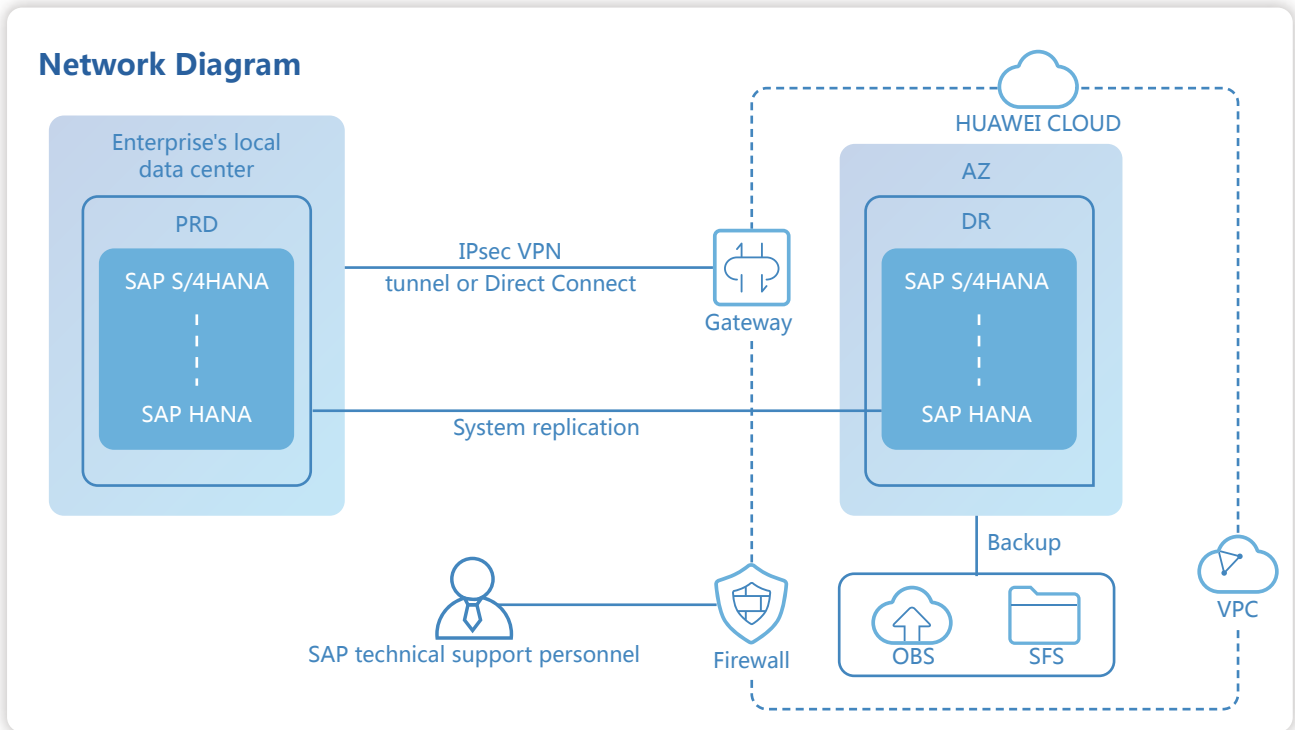 Network Diagram
HUAWEI CLOUD
Enterprise's local
data center
PRD
SAP S/4HANA
SAP HANA
IPsec VPN
tunnel or Direct Connect
Gateway
System replication
AZ
DR
SAP S/4HANA
SAP HANA
Backup
OBS
SFS
VPC
SAP technical support personnel
Firewall